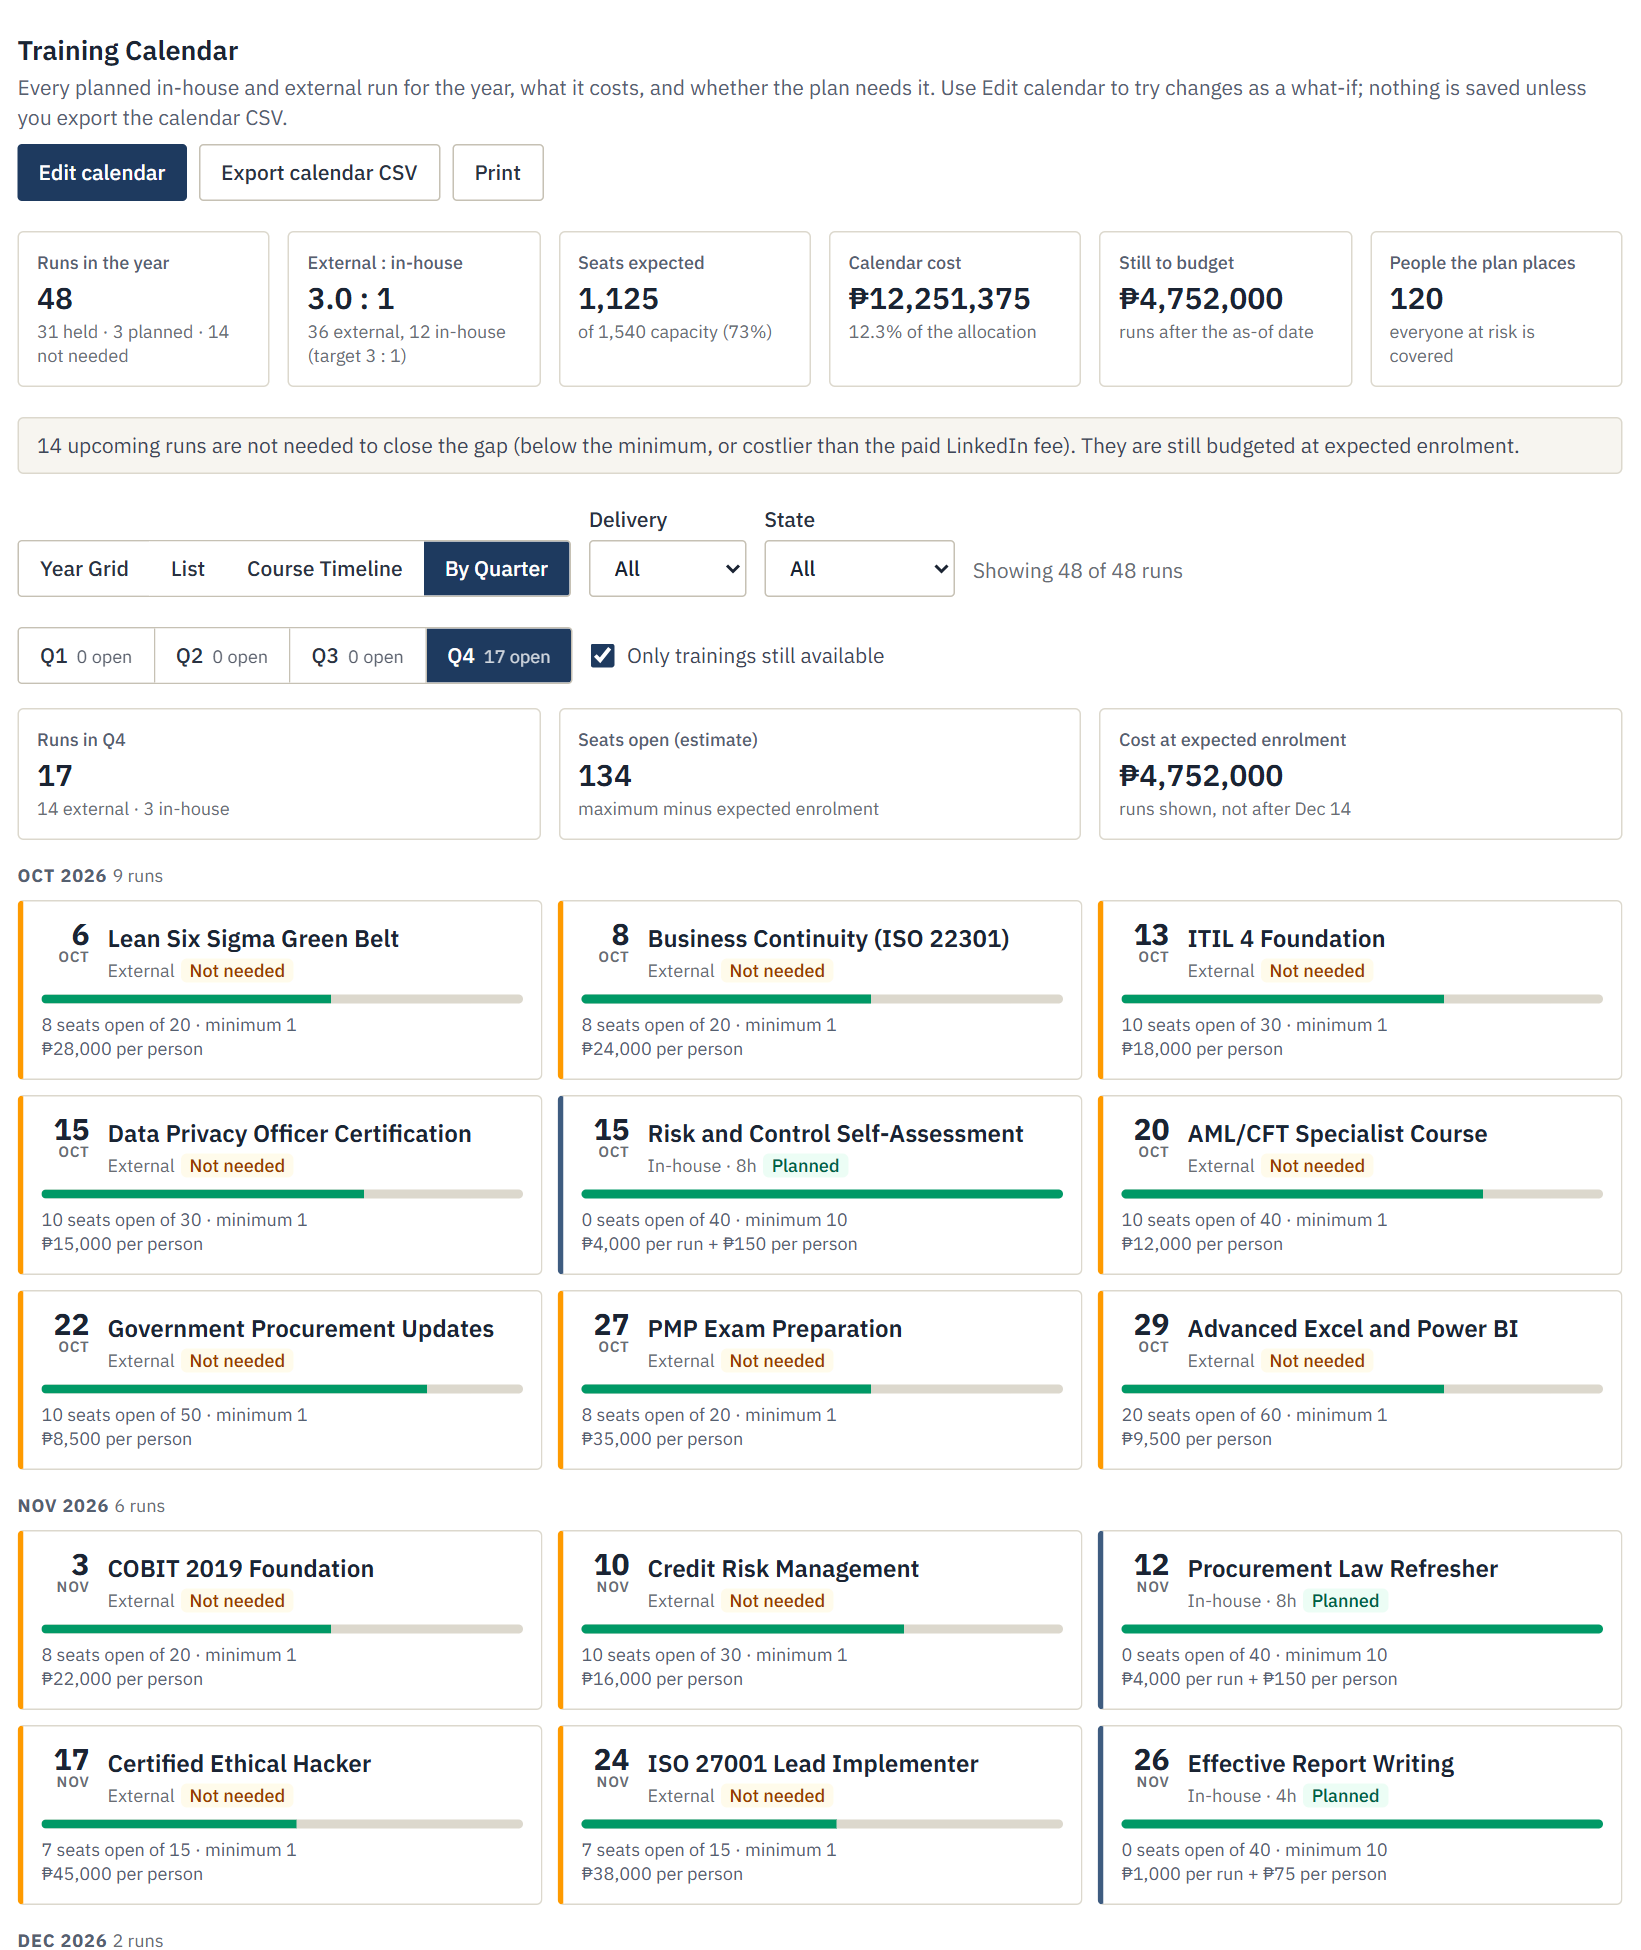 Training Calendar
Every planned in-house and external run for the year, what it costs, and whether the plan needs it. Use Edit calendar to try changes as a what-if; nothing is saved unless
you export the calendar CSV.
Edit calendar
Export calendar CSV
Print
Runs in the year
48
31 held · 3 planned · 14
not needed
External : in-house
3.0 : 1
36 external, 12 in-house
(target 3 : 1)
Seats expected
1,125
of 1,540 capacity (73%)
Calendar cost
₱12,251,375
12.3% of the allocation
Still to budget
₱4,752,000
runs after the as-of date
People the plan places
120
everyone at risk is
covered
14 upcoming runs are not needed to close the gap (below the minimum, or costlier than the paid LinkedIn fee). They are still budgeted at expected enrolment.
Delivery
State
Year Grid
List
Course Timeline
By Quarter
All
All
Showing 48 of 48 runs
Q1 0 open
Q2 0 open
Q3 0 open
Q4 17 open
Only trainings still available
Runs in Q4
17
14 external · 3 in-house
Seats open (estimate)
134
maximum minus expected enrolment
Cost at expected enrolment
₱4,752,000
runs shown, not after Dec 14
OCT 2026 9 runs
6 OCT
Lean Six Sigma Green Belt
External Not needed
8 seats open of 20 · minimum 1
₱28,000 per person
8 OCT
Business Continuity (ISO 22301)
External Not needed
8 seats open of 20 · minimum 1
₱24,000 per person
13 OCT
ITIL 4 Foundation
External Not needed
10 seats open of 30 · minimum 1
₱18,000 per person
15 OCT
Data Privacy Officer Certification
External Not needed
10 seats open of 30 · minimum 1
₱15,000 per person
15 OCT
Risk and Control Self-Assessment
In-house · 8h Planned
0 seats open of 40 · minimum 10
₱4,000 per run + ₱150 per person
20 OCT
AML/CFT Specialist Course
External Not needed
10 seats open of 40 · minimum 1
₱12,000 per person
22 OCT
Government Procurement Updates
External Not needed
10 seats open of 50 · minimum 1
₱8,500 per person
27 OCT
PMP Exam Preparation
External Not needed
8 seats open of 20 · minimum 1
₱35,000 per person
29 OCT
Advanced Excel and Power BI
External Not needed
20 seats open of 60 · minimum 1
₱9,500 per person
NOV 2026 6 runs
3 NOV
COBIT 2019 Foundation
External Not needed
8 seats open of 20 · minimum 1
₱22,000 per person
10 NOV
Credit Risk Management
External Not needed
10 seats open of 30 · minimum 1
₱16,000 per person
12 NOV
Procurement Law Refresher
In-house · 8h Planned
0 seats open of 40 · minimum 10
₱4,000 per run + ₱150 per person
17 NOV
Certified Ethical Hacker
External Not needed
7 seats open of 15 · minimum 1
₱45,000 per person
24 NOV
ISO 27001 Lead Implementer
External Not needed
7 seats open of 15 · minimum 1
₱38,000 per person
26 NOV
Effective Report Writing
In-house · 4h Planned
0 seats open of 40 · minimum 10
₱1,000 per run + ₱75 per person
DEC 2026 2 runs